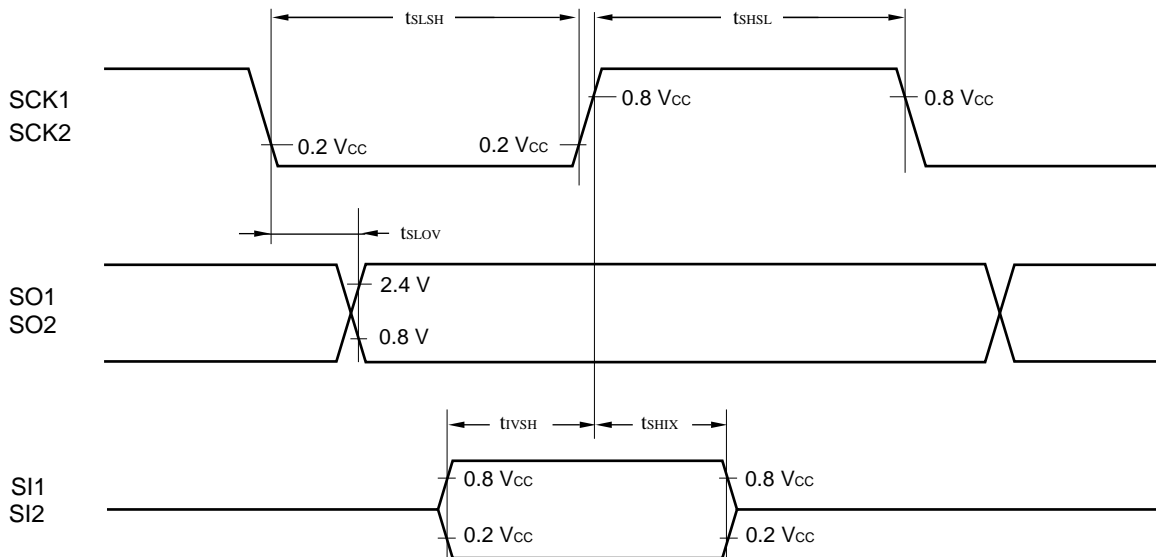 tSLSH tSHSL
SCK1
SCK2
0.8 VCC 0.8 VCC
0.2 VCC 0.2 VCC
tSLOV
SO1
SO2
2.4 V
0.8 V
tIVSH tSHIX
SI1
SI2
0.8 VCC 0.8 VCC
0.2 VCC 0.2 VCC